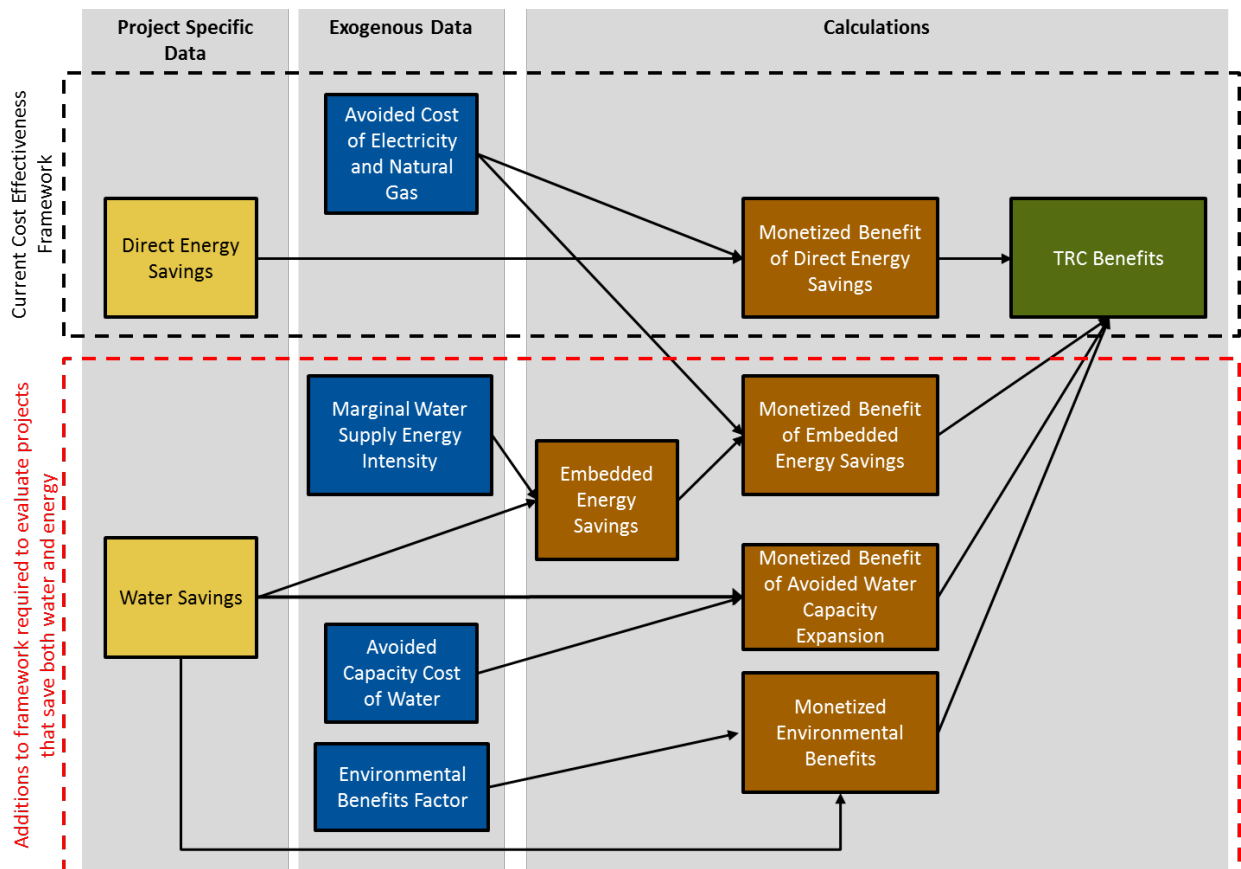 Project Specific
Data
Exogenous Data
Calculations
Current Cost Effectiveness
Framework
Avoided Cost
of Electricity
and Natural
Gas
Direct Energy
Savings
Monetized Benefit
of Direct Energy
Savings
TRC Benefits
Additions to framework required to evaluate projects
that save both water and energy
Marginal Water
Supply Energy
Intensity
Monetized Benefit
of Embedded
Energy Savings
Embedded
Energy
Savings
Water Savings
Monetized Benefit
of Avoided Water
Capacity
Expansion
Avoided
Capacity Cost
of Water
Monetized
Environmental
Benefits
Environmental
Benefits Factor